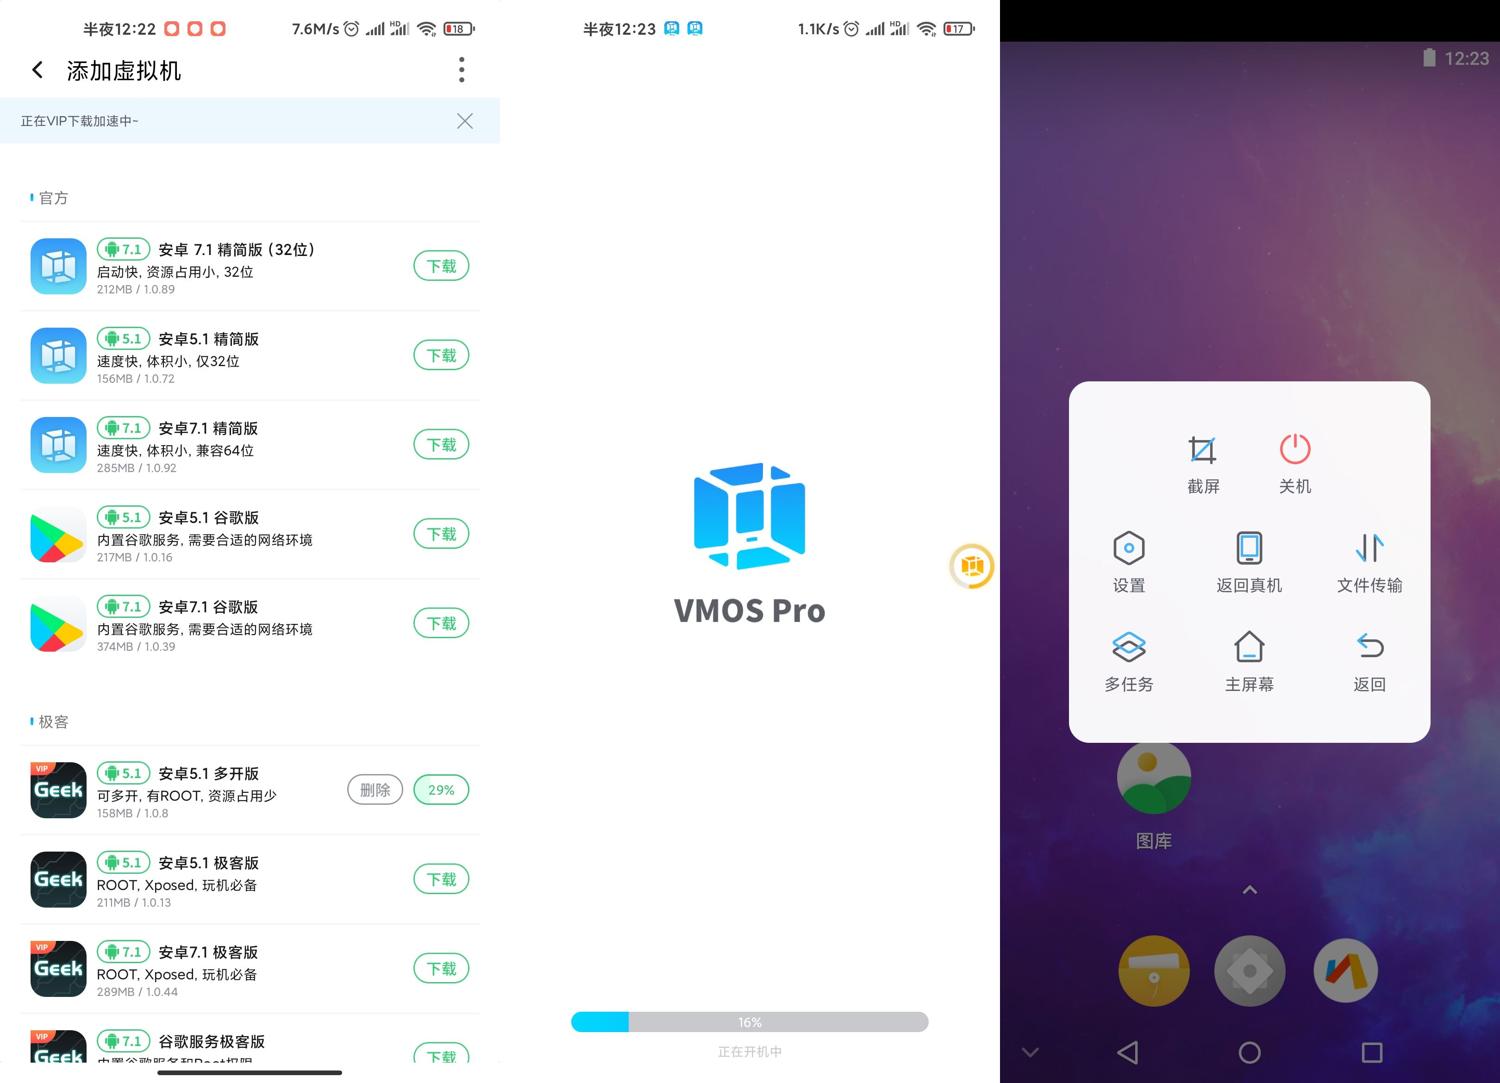 半夜12:22
7.6M/s
HD
18
添加虚拟机
正在VIP下载加速中~
官方
7.1 安卓 7.1 精简版 (32位)
启动快, 资源占用小, 32位
212MB / 1.0.89
下载
5.1 安卓5.1 精简版
速度快, 体积小, 仅32位
156MB / 1.0.72
下载
7.1 安卓7.1 精简版
速度快, 体积小, 兼容64位
285MB / 1.0.92
下载
5.1 安卓5.1 谷歌版
内置谷歌服务, 需要合适的网络环境
217MB / 1.0.16
下载
7.1 安卓7.1 谷歌版
内置谷歌服务, 需要合适的网络环境
374MB / 1.0.39
下载
极客
VIP
Geek
5.1 安卓5.1 多开版
可多开, 有ROOT, 资源占用少
158MB / 1.0.8
删除
29%
Geek
5.1 安卓5.1 极客版
ROOT, Xposed, 玩机必备
211MB / 1.0.13
下载
VIP
Geek
7.1 安卓7.1 极客版
ROOT, Xposed, 玩机必备
289MB / 1.0.44
下载
VIP
Geek
7.1 谷歌服务极客版
内置谷歌服务和Root权限
下载
半夜12:23
1.1K/s
HD
17
VMOS Pro
16%
正在开机中
12:23
截屏
关机
设置
返回真机
文件传输
多任务
主屏幕
返回
图库